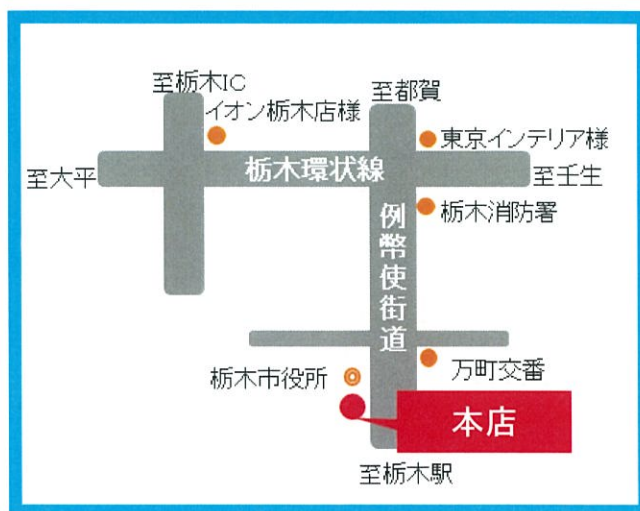 至栃木IC
イオン栃木店様
至都賀
東京インテリア様
至大平
栃木環状線
至壬生
栃木消防署
例幣使街道
万町交番
栃木市役所
本店
至栃木駅